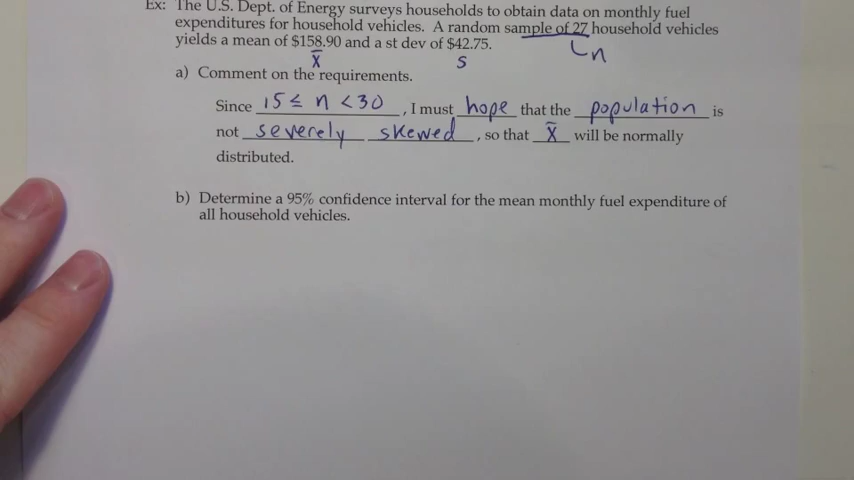 Ex: The U.S. Dept. of Energy surveys households to obtain data on monthly fuel
expenditures for household vehicles. A random sample of 27 household vehicles
yields a mean of $158.90 and a st dev of $42.75.
x̄ s n
a) Comment on the requirements.
Since 15 ≤ n < 30, I must hope that the population is
not severely skewed, so that x̄ will be normally
distributed.
b) Determine a 95% confidence interval for the mean monthly fuel expenditure of
all household vehicles.